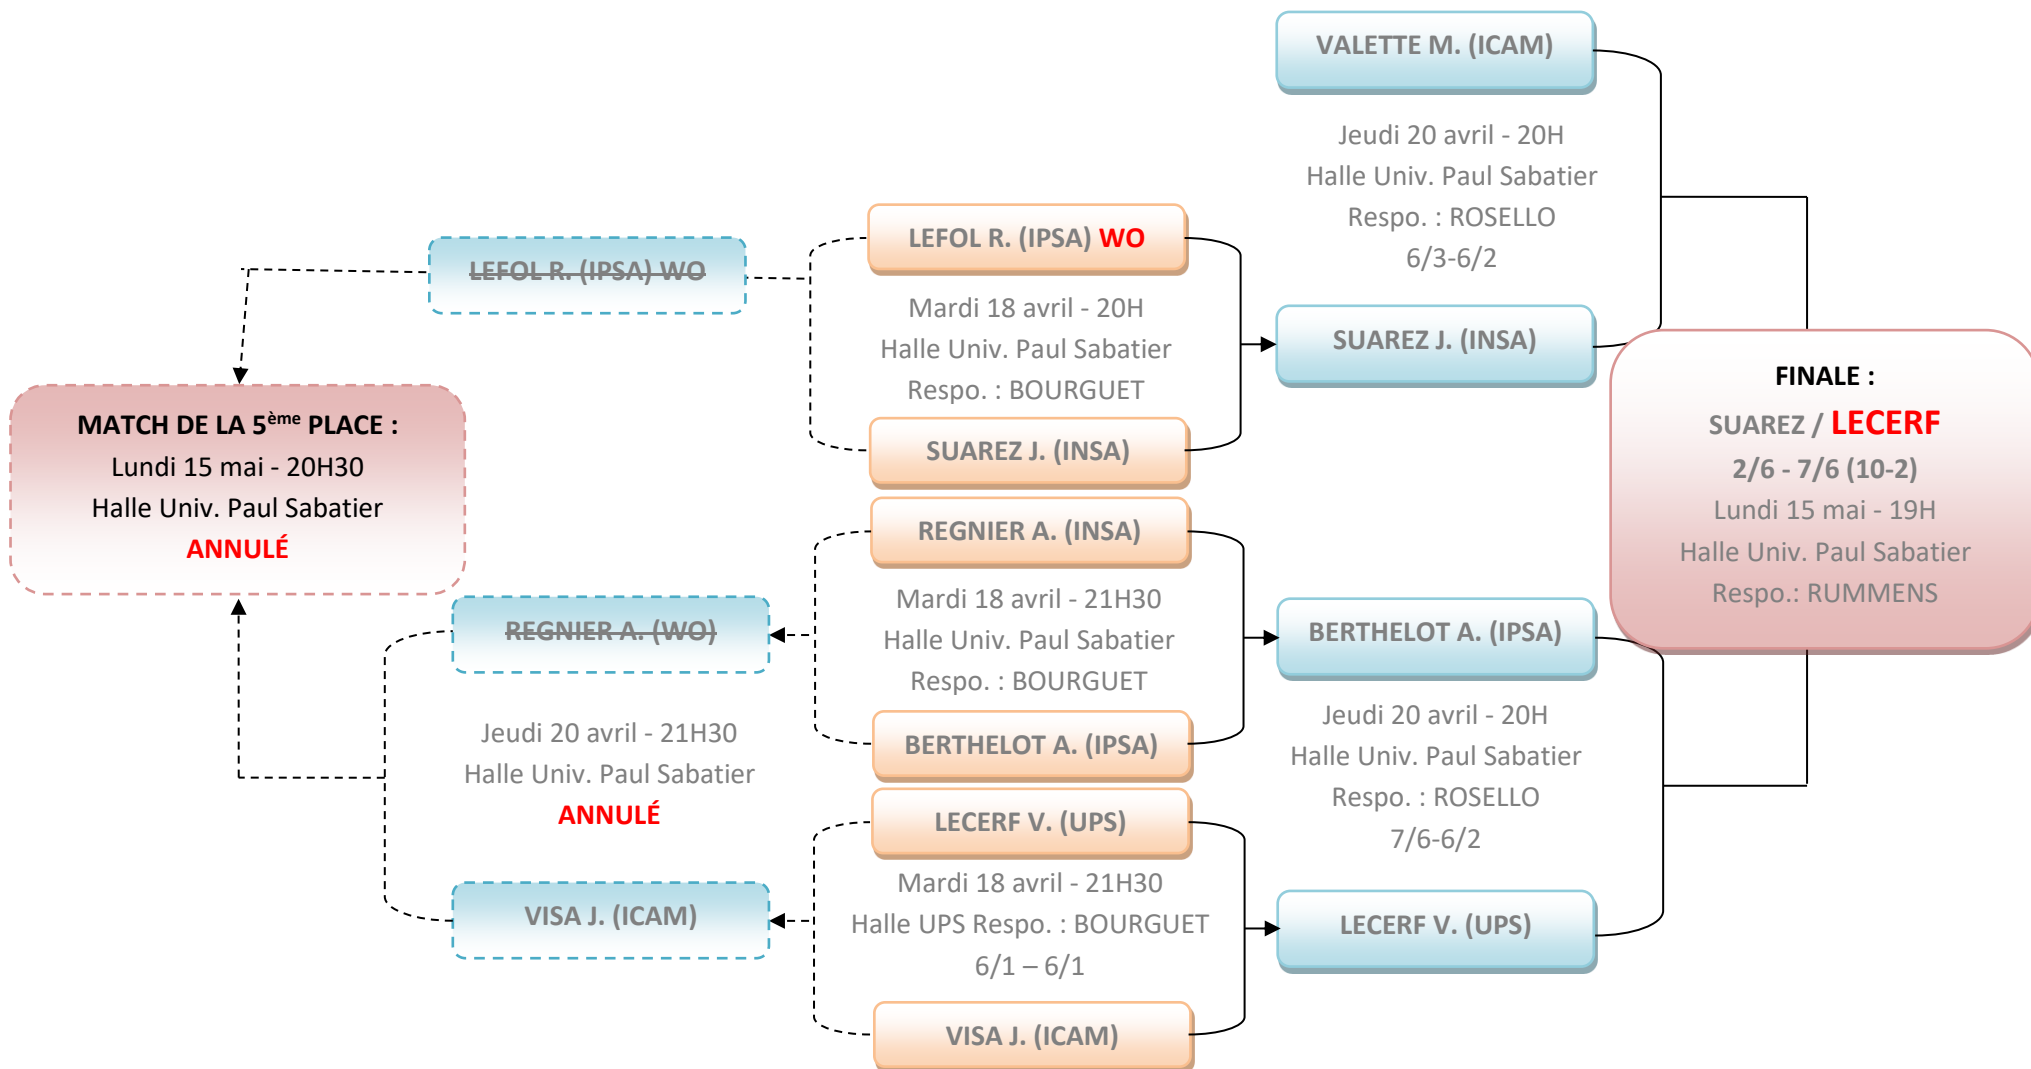 VALETTE M. (ICAM)
Jeudi 20 avril - 20H
Halle Univ. Paul Sabatier
Respo. : ROSELLO
6/3-6/2
SUAREZ J. (INSA)
LEFOL R. (IPSA) WO
Mardi 18 avril - 20H
Halle Univ. Paul Sabatier
Respo. : BOURGUET
SUAREZ J. (INSA)
LEFOL R. (IPSA) WO
MATCH DE LA 5ème PLACE :
Lundi 15 mai - 20H30
Halle Univ. Paul Sabatier
ANNULÉ
FINALE :
SUAREZ / LECERF
2/6 - 7/6 (10-2)
Lundi 15 mai - 19H
Halle Univ. Paul Sabatier
Respo.: RUMMENS
REGNIER A. (INSA)
Mardi 18 avril - 21H30
Halle Univ. Paul Sabatier
Respo. : BOURGUET
BERTHELOT A. (IPSA)
REGNIER A. (WO)
Jeudi 20 avril - 21H30
Halle Univ. Paul Sabatier
ANNULÉ
VISA J. (ICAM)
BERTHELOT A. (IPSA)
Jeudi 20 avril - 20H
Halle Univ. Paul Sabatier
Respo. : ROSELLO
7/6-6/2
LECERF V. (UPS)
LECERF V. (UPS)
Mardi 18 avril - 21H30
Halle UPS Respo. : BOURGUET
6/1 – 6/1
VISA J. (ICAM)